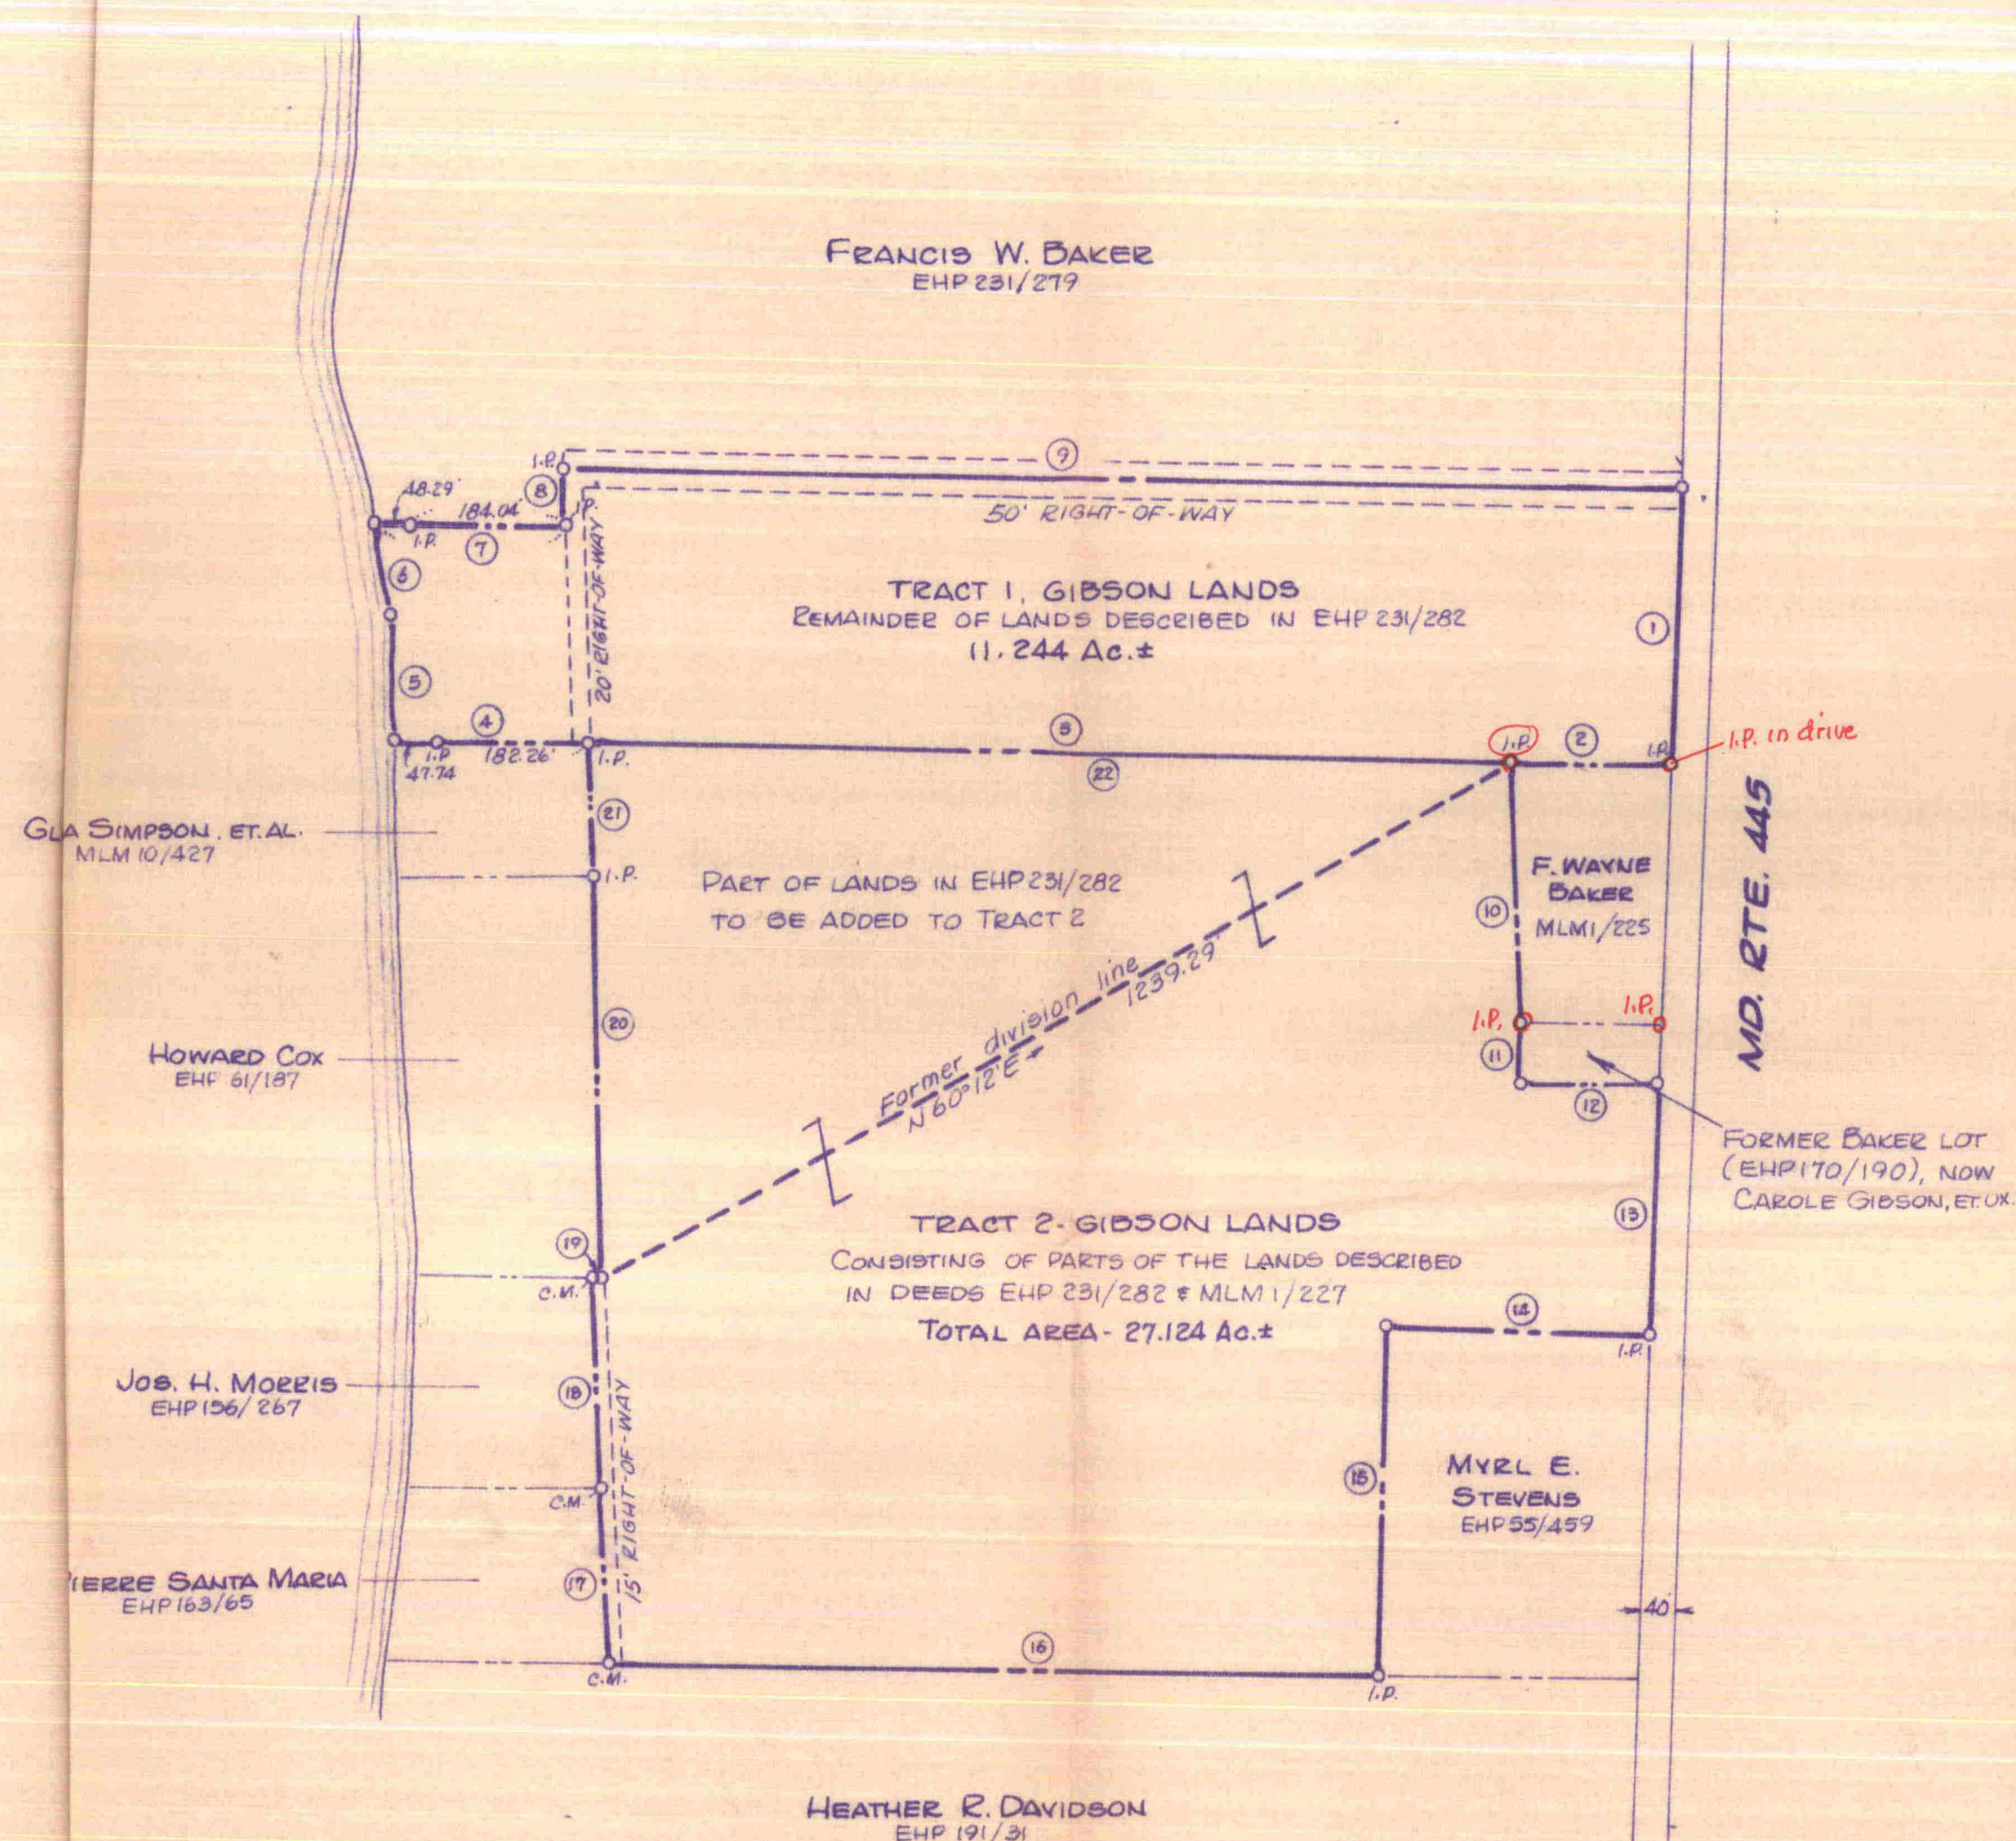 FRANCIS W. BAKER
EHP 231/279
9
I.P.
8
48.29'
184.04'
I.P.
I.P.
7
50' RIGHT-OF-WAY
6
20' RIGHT-OF-WAY
TRACT 1, GIBSON LANDS
REMAINDER OF LANDS DESCRIBED IN EHP 231/282
11.244 AC.±
1
5
4
3
I.P.
2
I.P.
I.P. in drive
I.P.
47.74
182.26'
I.P.
22
21
GLA SIMPSON, ET. AL.
MLM 10/427
I.P.
PART OF LANDS IN EHP 231/282
TO BE ADDED TO TRACT 2
F. WAYNE
BAKER
MLM1/225
10
MD. RTE. 445
Former division line
N 60°12'E
1239.29'
20
I.P.
I.P.
11
12
HOWARD COX
EHP 61/187
FORMER BAKER LOT
(EHP170/190), NOW
CAROLE GIBSON, ET. UX.
13
19
C.M.
TRACT 2 - GIBSON LANDS
CONSISTING OF PARTS OF THE LANDS DESCRIBED
IN DEEDS EHP 231/282 & MLM 1/227
TOTAL AREA - 27.124 AC.±
14
I.P.
JOS. H. MORRIS
EHP 156/267
18
C.M.
15' RIGHT-OF-WAY
15
MYRL E.
STEVENS
EHP55/459
IERRE SANTA MARIA
EHP163/65
17
40'
16
C.M.
I.P.
HEATHER R. DAVIDSON
EHP 191/31